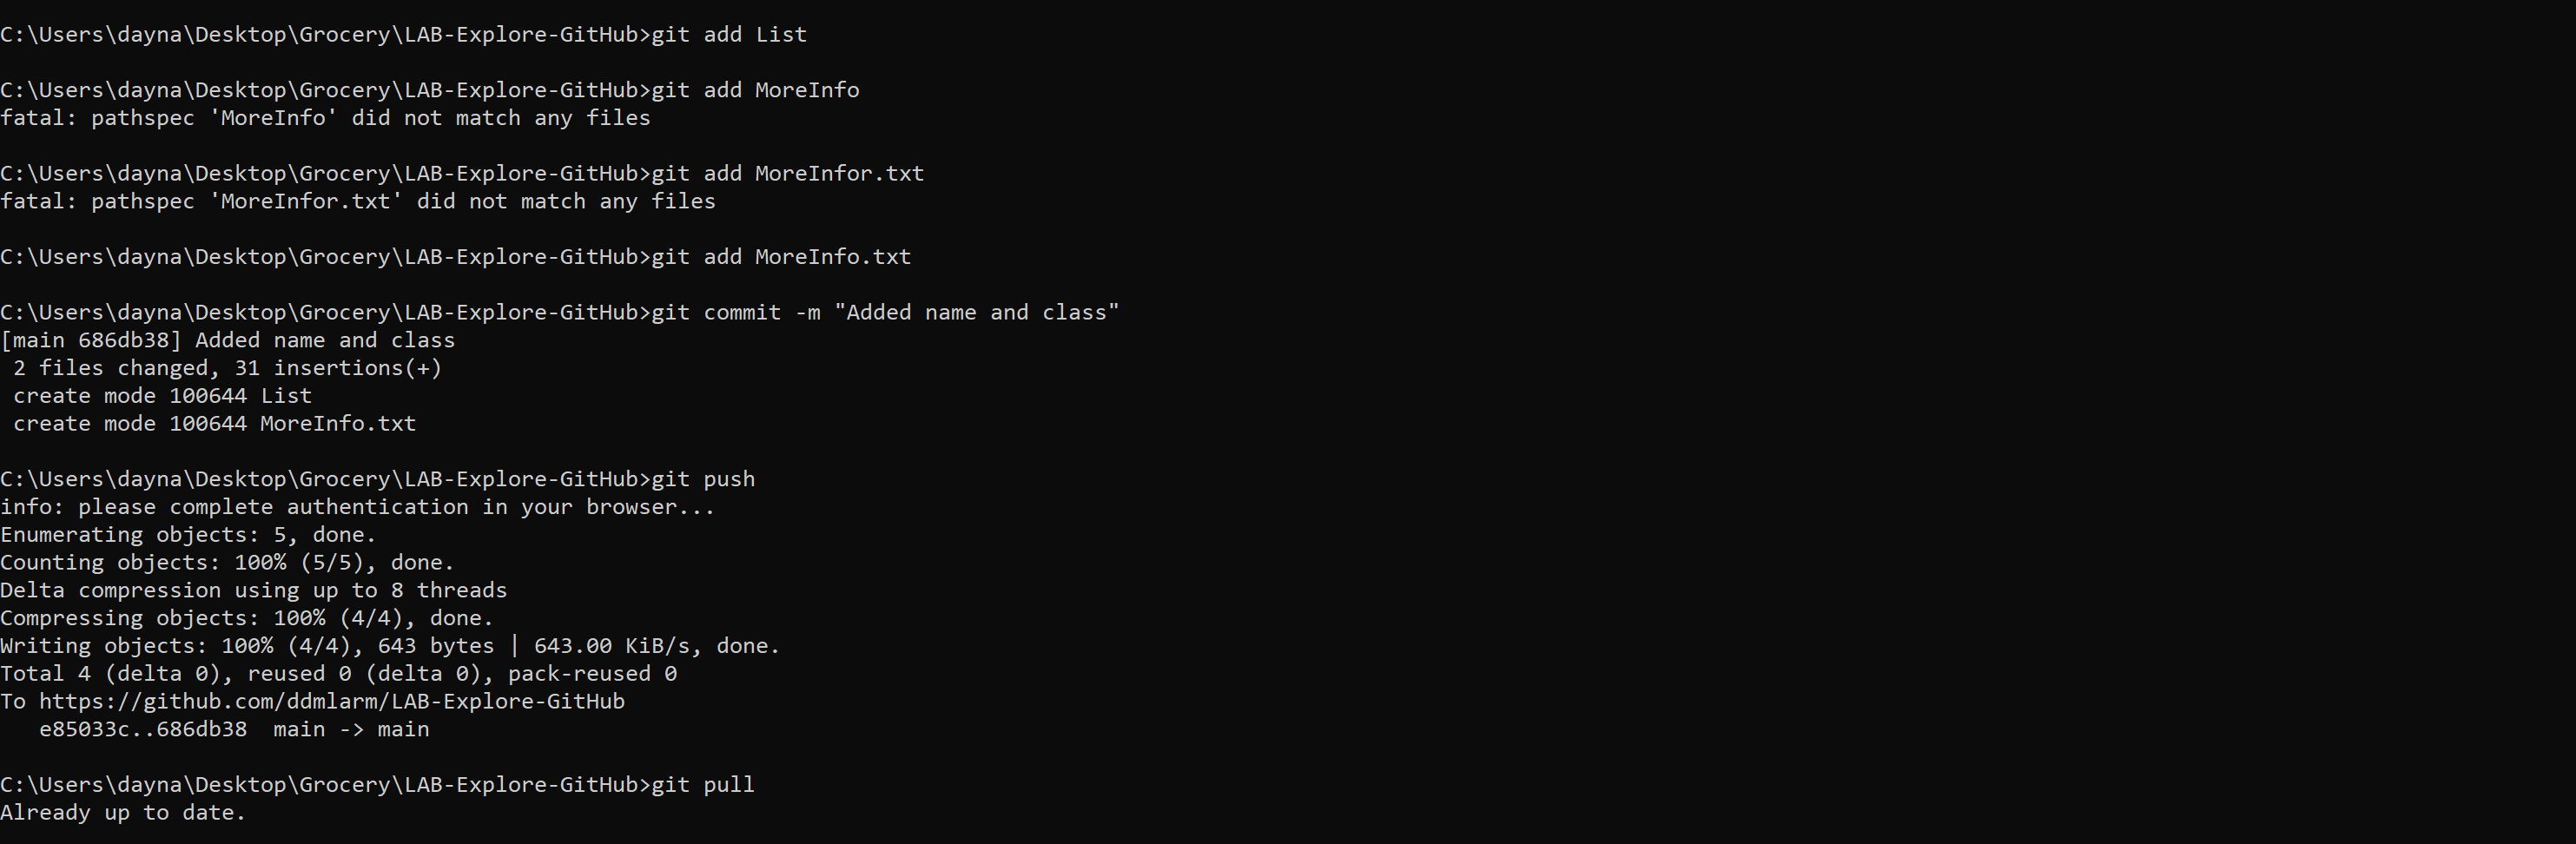 C:\Users\dayna\Desktop\Grocery\LAB-Explore-GitHub>git add List
C:\Users\dayna\Desktop\Grocery\LAB-Explore-GitHub>git add MoreInfo
fatal: pathspec 'MoreInfo' did not match any files
C:\Users\dayna\Desktop\Grocery\LAB-Explore-GitHub>git add MoreInfor.txt
fatal: pathspec 'MoreInfor.txt' did not match any files
C:\Users\dayna\Desktop\Grocery\LAB-Explore-GitHub>git add MoreInfo.txt
C:\Users\dayna\Desktop\Grocery\LAB-Explore-GitHub>git commit -m "Added name and class"
[main 686db38] Added name and class
 2 files changed, 31 insertions(+)
 create mode 100644 List
 create mode 100644 MoreInfo.txt
C:\Users\dayna\Desktop\Grocery\LAB-Explore-GitHub>git push
info: please complete authentication in your browser...
Enumerating objects: 5, done.
Counting objects: 100% (5/5), done.
Delta compression using up to 8 threads
Compressing objects: 100% (4/4), done.
Writing objects: 100% (4/4), 643 bytes | 643.00 KiB/s, done.
Total 4 (delta 0), reused 0 (delta 0), pack-reused 0
To https://github.com/ddmlarm/LAB-Explore-GitHub
   e85033c..686db38  main -> main
C:\Users\dayna\Desktop\Grocery\LAB-Explore-GitHub>git pull
Already up to date.